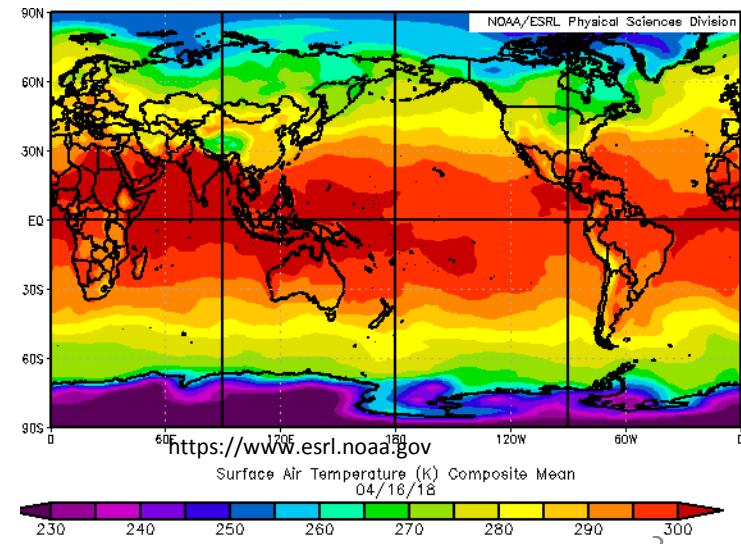 90N
NOAA/ESRL Physical Sciences Division
60N
30N
EQ
30S
60S
90S
0 60E 120E 180 120W 60W 0
https://www.esrl.noaa.gov
Surface Air Temperature (K) Composite Mean
04/16/18
230 240 250 260 270 280 290 300